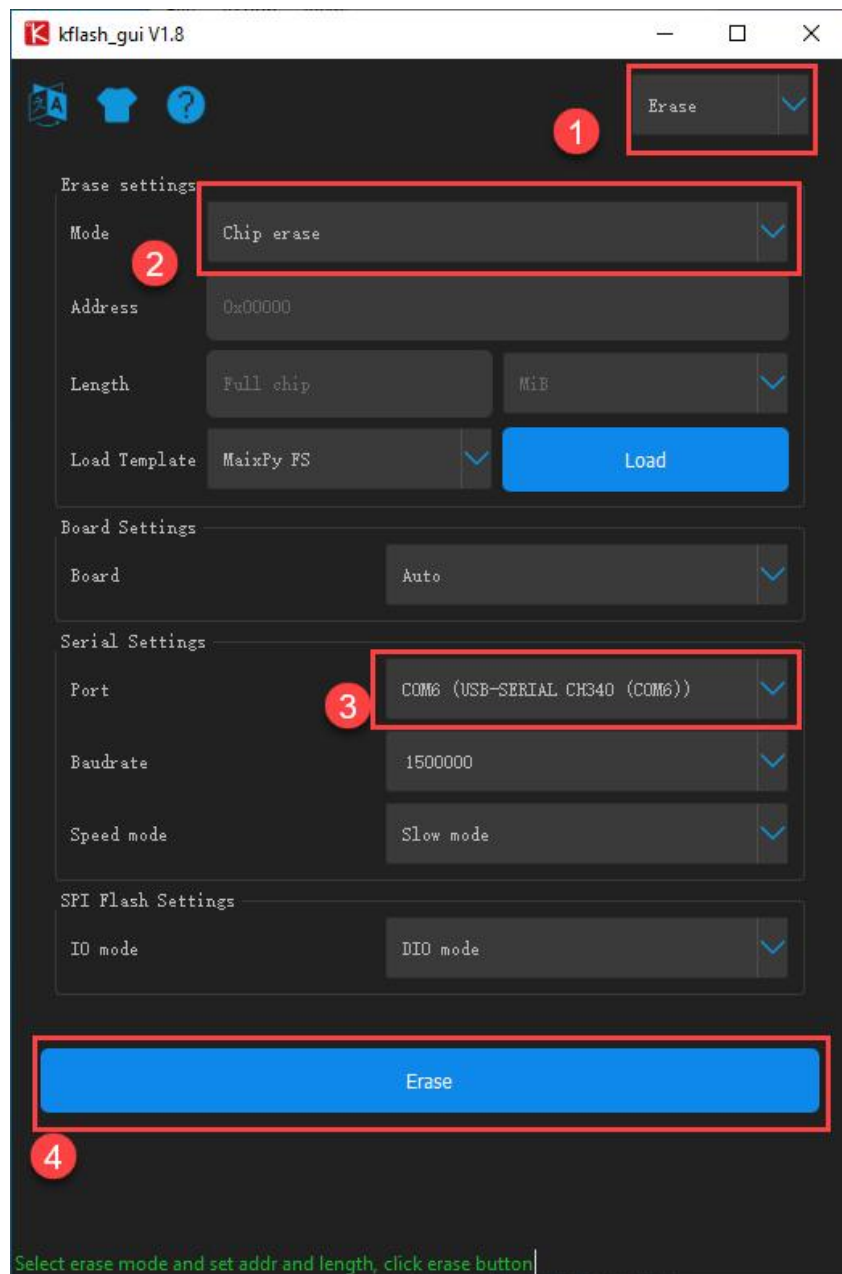 kflash_gui V1.8
Erase
1
Erase settings
Mode Chip erase
2
Address 0x00000
Length Full chip MiB
Load Template MaixPy FS Load
Board Settings
Board Auto
Serial Settings
Port COM6 (USB-SERIAL CH340 (COM6))
3
Baudrate 1500000
Speed mode Slow mode
SPI Flash Settings
IO mode DIO mode
Erase
4
Select erase mode and set addr and length, click erase button